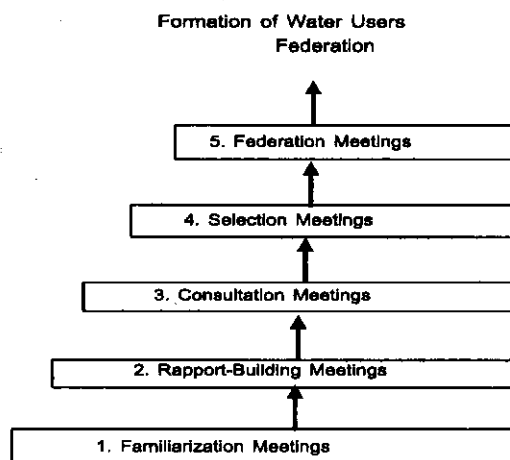 Formation of Water Users
Federation
5. Federation Meetings
4. Selection Meetings
3. Consultation Meetings
2. Rapport-Building Meetings
1. Familiarization Meetings